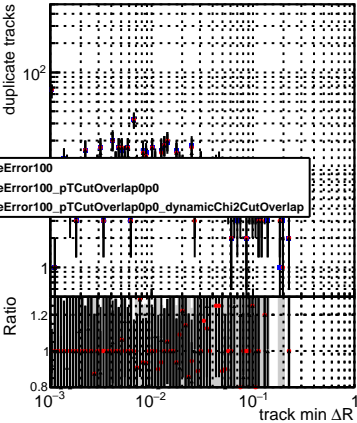 duplicate tracks
10²
eError100
eError100_pTCutOverlap0p0
eError100_pTCutOverlap0p0_dynamicChi2CutOverlap
1
Ratio
1.2
1
0.8
10⁻³ 10⁻² 10⁻¹ 1
track min ΔR